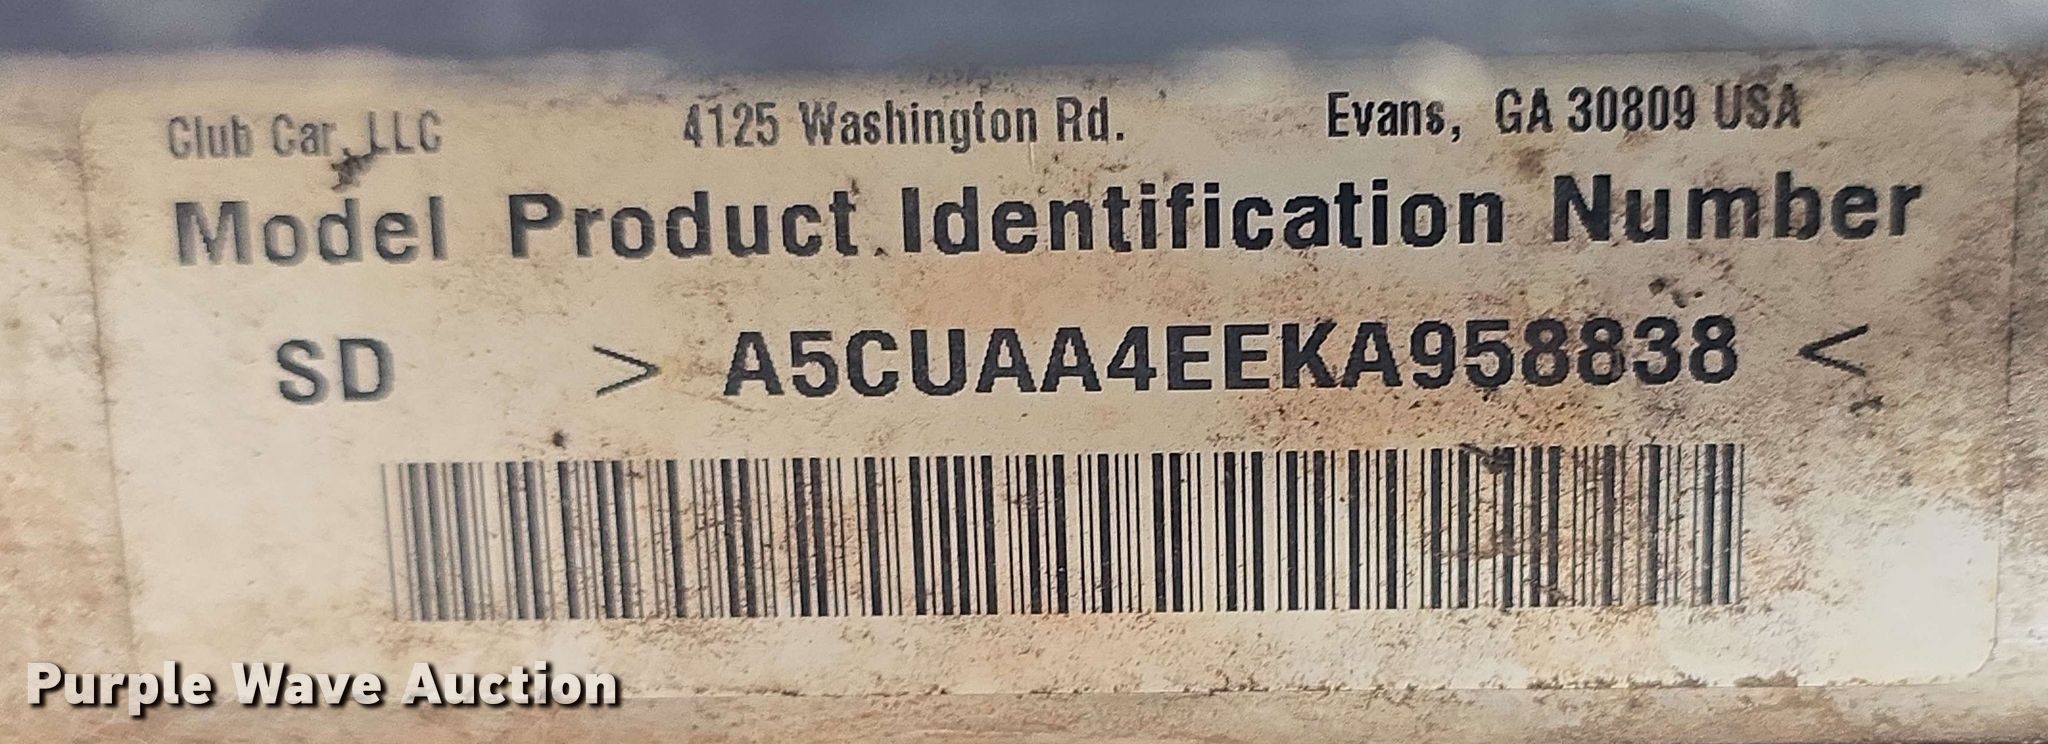 Club Car, LLC 4125 Washington Rd. Evans, GA 30809 USA
Model Product Identification Number
SD > A5CUAA4EEKA958838 <
Purple Wave Auction